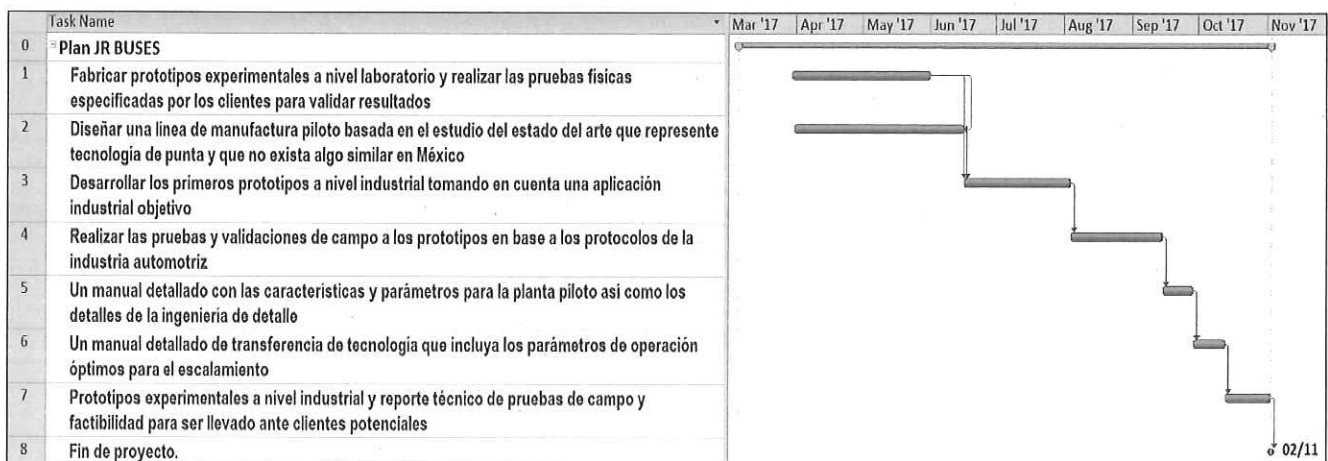 Task Name Mar '17 Apr '17 May '17 Jun '17 Jul '17 Aug '17 Sep '17 Oct '17 Nov '17
0 Plan JR BUSES
1 Fabricar prototipos experimentales a nivel laboratorio y realizar las pruebas físicas
especificadas por los clientes para validar resultados
2 Diseñar una linea de manufactura piloto basada en el estudio del estado del arte que represente
tecnología de punta y que no exista algo similar en México
3 Desarrollar los primeros prototipos a nivel industrial tomando en cuenta una aplicación
industrial objetivo
4 Realizar las pruebas y validaciones de campo a los prototipos en base a los protocolos de la
industria automotriz
5 Un manual detallado con las características y parámetros para la planta piloto así como los
detalles de la ingeniería de detalle
6 Un manual detallado de transferencia de tecnología que incluya los parámetros de operación
óptimos para el escalamiento
7 Prototipos experimentales a nivel industrial y reporte técnico de pruebas de campo y
factibilidad para ser llevado ante clientes potenciales
8 Fin de proyecto. 02/11